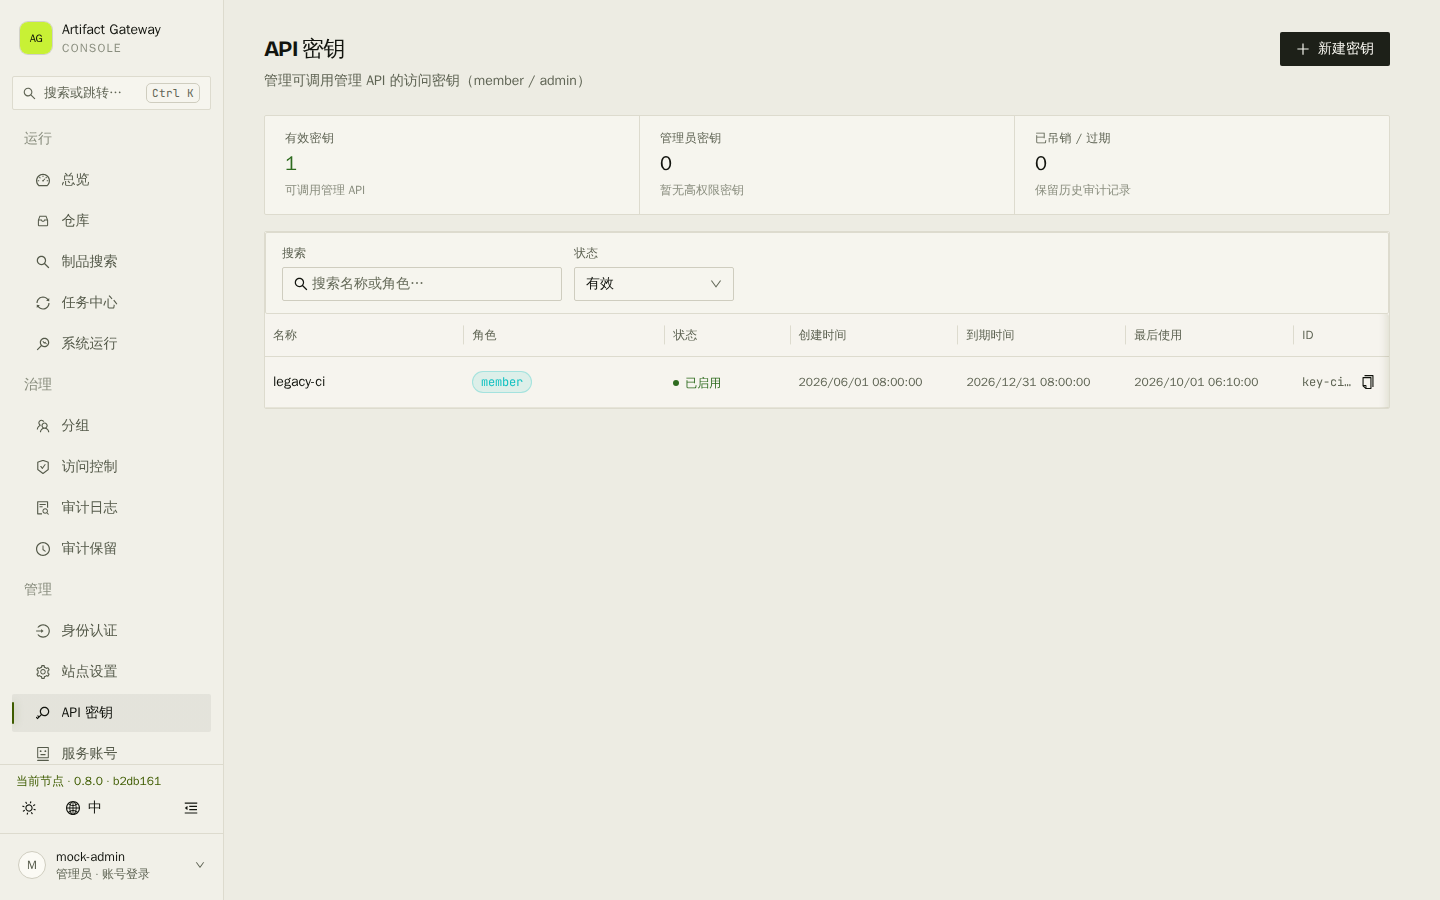 AG
Artifact Gateway
CONSOLE
搜索或跳转…
Ctrl K
运行
总览
仓库
制品搜索
任务中心
系统运行
治理
分组
访问控制
审计日志
审计保留
管理
身份认证
站点设置
API 密钥
服务账号
当前节点 · 0.8.0 · b2db161
中
M
mock-admin
管理员 · 账号登录
API 密钥
管理可调用管理 API 的访问密钥（member / admin）
新建密钥
有效密钥
1
可调用管理 API
管理员密钥
0
暂无高权限密钥
已吊销 / 过期
0
保留历史审计记录
搜索
搜索名称或角色…
状态
有效
名称 角色 状态 创建时间 到期时间 最后使用 ID
legacy-ci member 已启用 2026/06/01 08:00:00 2026/12/31 08:00:00 2026/10/01 06:10:00 key-ci…